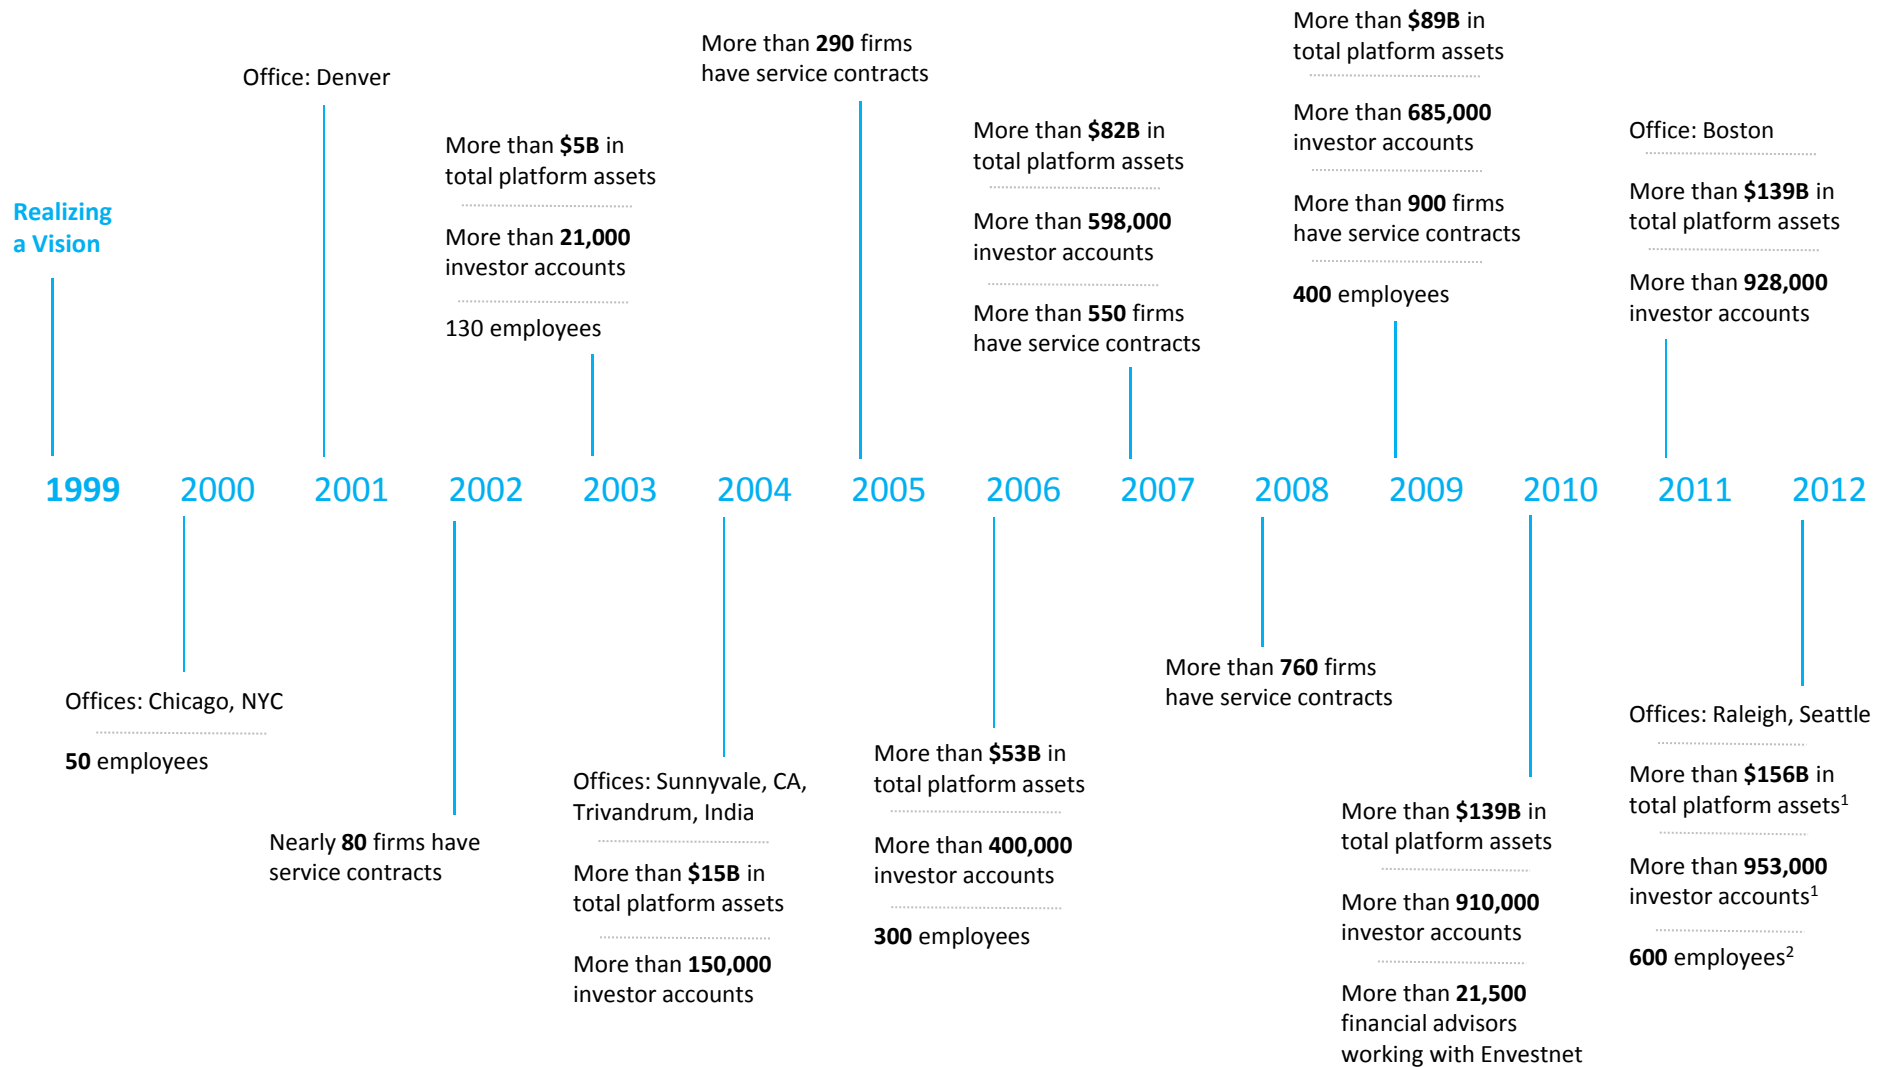 Realizing
a Vision
Office: Denver
More than $5B in
total platform assets
More than 21,000
investor accounts
130 employees
More than 290 firms
have service contracts
More than $82B in
total platform assets
More than 598,000
investor accounts
More than 550 firms
have service contracts
More than $89B in
total platform assets
More than 685,000
investor accounts
More than 900 firms
have service contracts
400 employees
Office: Boston
More than $139B in
total platform assets
More than 928,000
investor accounts
1999 2000 2001 2002 2003 2004 2005 2006 2007 2008 2009 2010 2011 2012
Offices: Chicago, NYC
50 employees
Nearly 80 firms have
service contracts
Offices: Sunnyvale, CA,
Trivandrum, India
More than $15B in
total platform assets
More than 150,000
investor accounts
More than $53B in
total platform assets
More than 400,000
investor accounts
300 employees
More than 760 firms
have service contracts
More than $139B in
total platform assets
More than 910,000
investor accounts
More than 21,500
financial advisors
working with Envestnet
Offices: Raleigh, Seattle
More than $156B in
total platform assets1
More than 953,000
investor accounts1
600 employees2